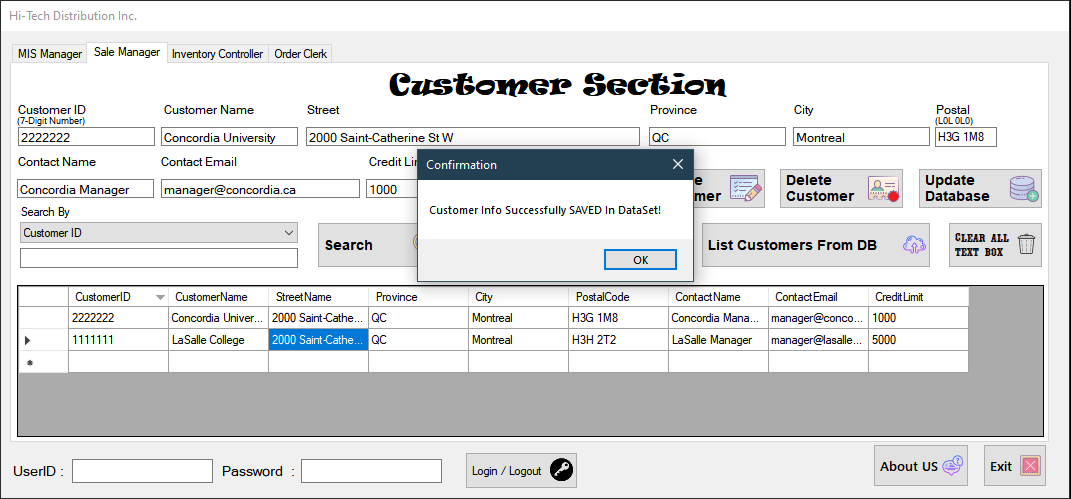 Hi-Tech Distribution Inc.
MIS Manager Sale Manager Inventory Controller Order Clerk
Customer Section
Customer ID Customer Name Street Province City Postal
(7-Digit Number) (L0L 0L0)
2222222 Concordia University 2000 Saint-Catherine St W QC Montreal H3G 1M8
Contact Name Contact Email Credit Lin
Concordia Manager manager@concordia.ca 1000
Confirmation
Customer Info Successfully SAVED In DataSet!
OK
Delete
Customer
Update
Database
Search By
Customer ID
Search
List Customers From DB
CLEAR ALL
TEXT BOX
CustomerID CustomerName StreetName Province City PostalCode ContactName ContactEmail CreditLimit
2222222 Concordia Univer... 2000 Saint-Cathe... QC Montreal H3G 1M8 Concordia Mana... manager@conco... 1000
1111111 LaSalle College 2000 Saint-Cathe... QC Montreal H3H 2T2 LaSalle Manager manager@lasalle... 5000
UserID : Password : Login / Logout
About US
Exit